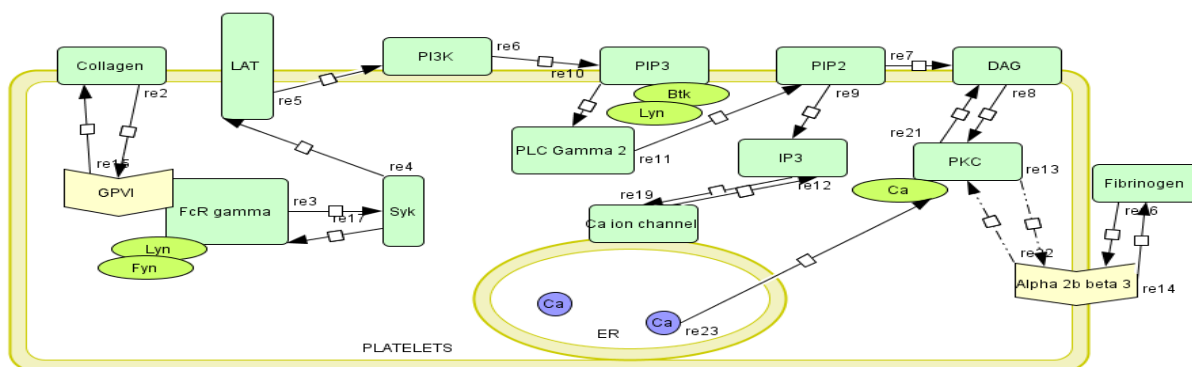 Collagen
LAT
PI3K
re6
re10
PIP3
PIP2
re7
DAG
re2
re5
Btk
Lyn
re9
re8
re21
PLC Gamma 2
re11
IP3
PKC
re13
re15
GPVI
re4
re3
FcR gamma
Syk
re17
re19
re12
Ca
Fibrinogen
re16
Ca ion channel
Lyn
Fyn
re22
Alpha 2b beta 3
re14
Ca
Ca
re23
ER
PLATELETS